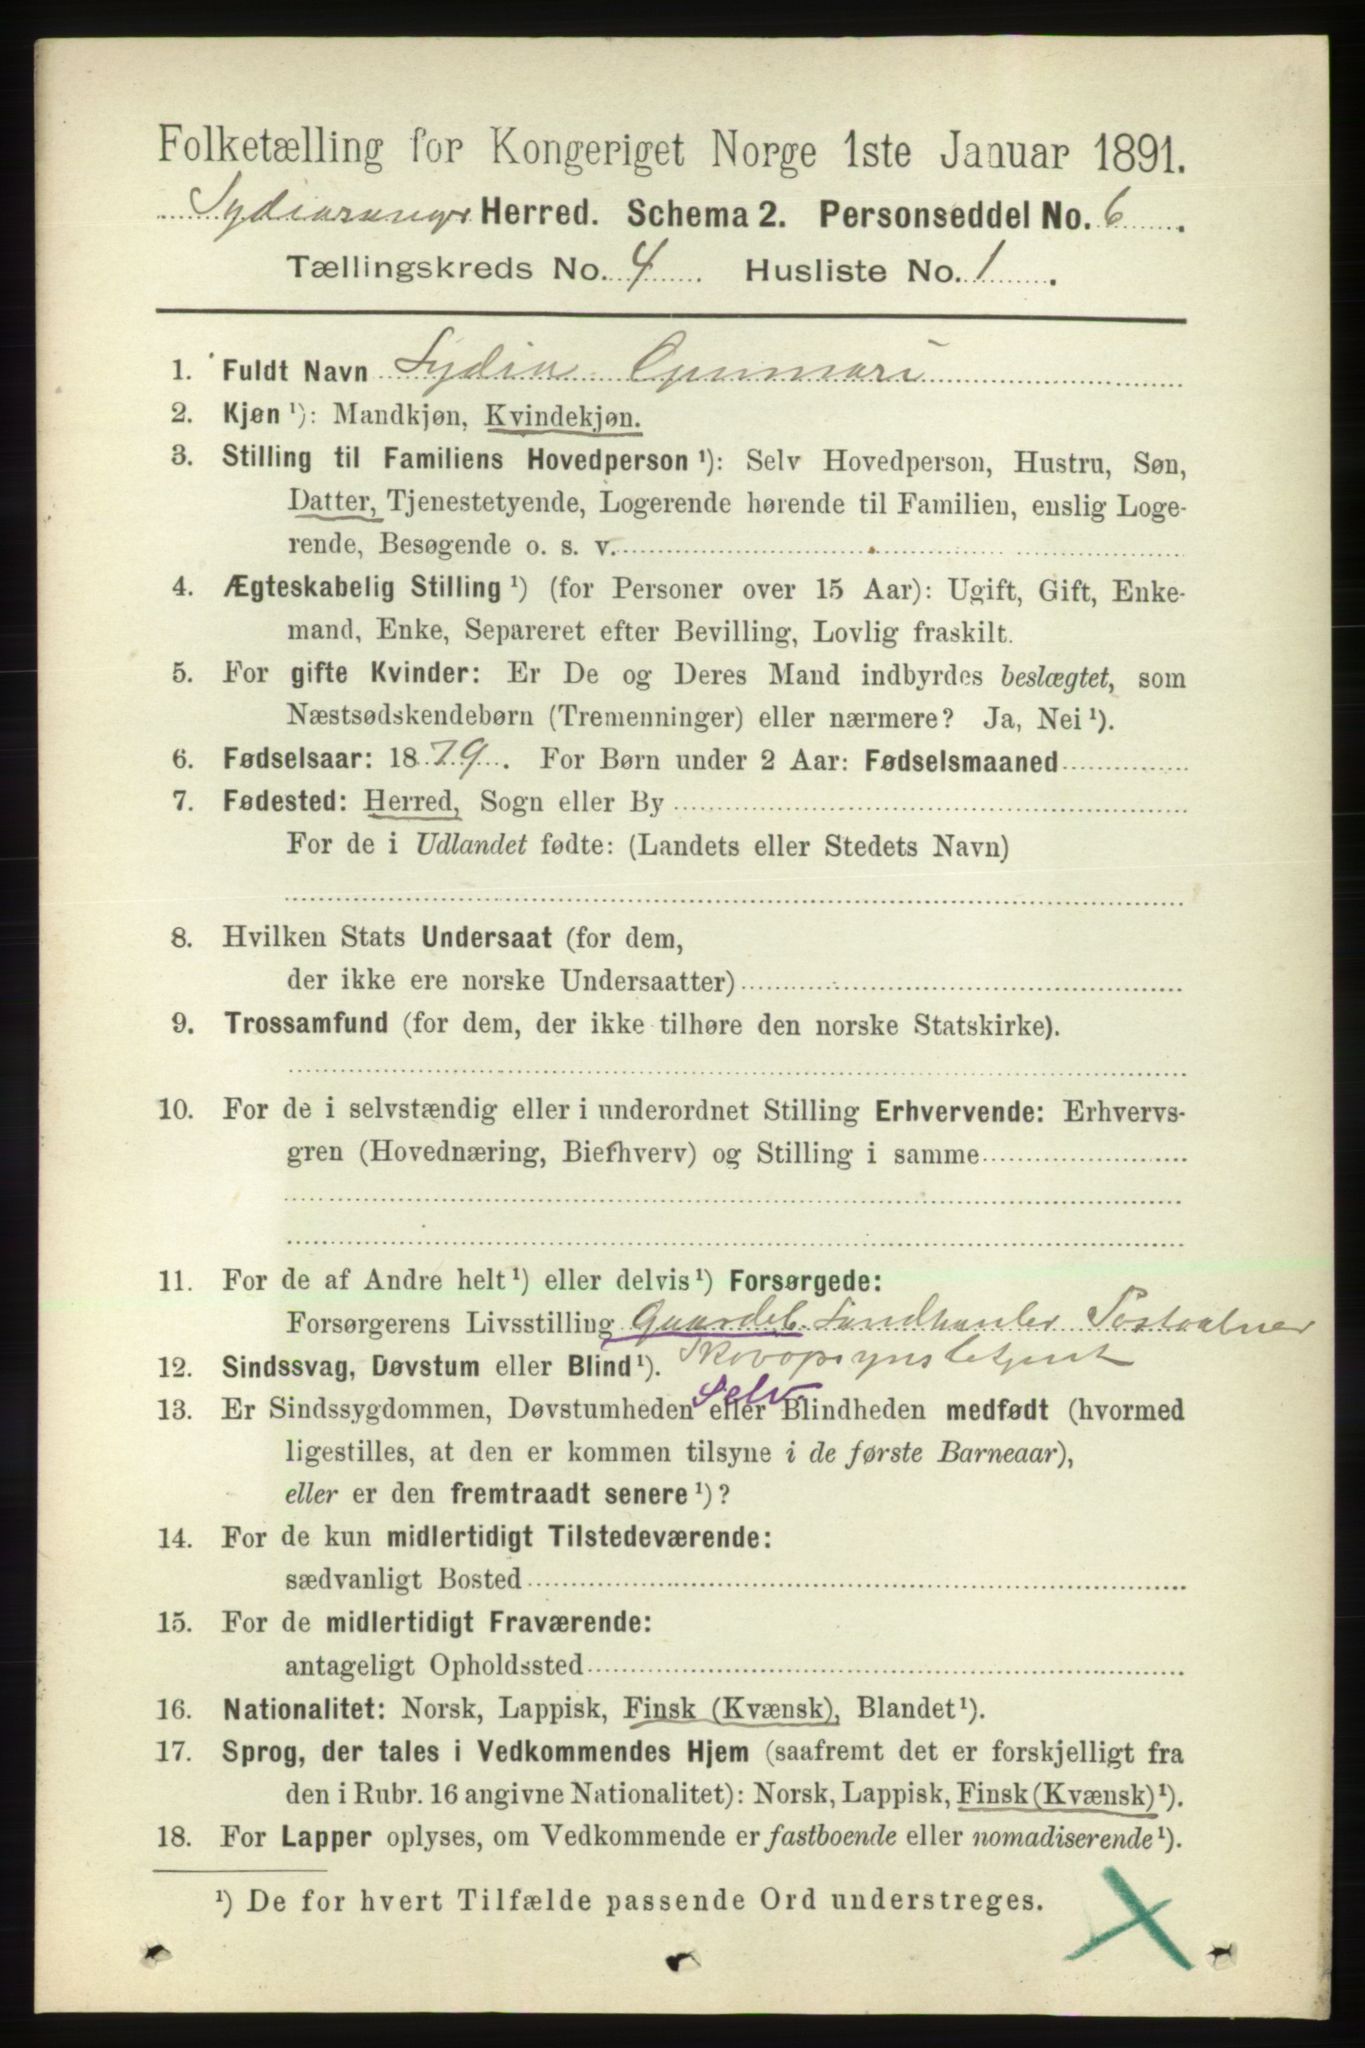 Folketælling for Kongeriget Norge 1ste Januar 1891.
Sydvaranger Herred. Schema 2. Personseddel No. 6.
Tællingskreds No. 4 Husliste No. 1.
1. Fuldt Navn Lydia
2. Kjøn ¹): Mandkjøn, Kvindekjøn.
3. Stilling til Familiens Hovedperson ¹): Selv Hovedperson, Hustru, Søn,
Datter, Tjenestetyende, Logerende hørende til Familien, enslig Loge-
rende, Besøgende o. s. v.
4. Ægteskabelig Stilling ¹) (for Personer over 15 Aar): Ugift, Gift, Enke-
mand, Enke, Separeret efter Bevilling, Lovlig fraskilt.
5. For gifte Kvinder: Er De og Deres Mand indbyrdes beslægtet, som
Næstsødskendebørn (Tremenninger) eller nærmere? Ja, Nei ¹).
6. Fødselsaar: 1879. For Børn under 2 Aar: Fødselsmaaned
7. Fødested: Herred, Sogn eller By
For de i Udlandet fødte: (Landets eller Stedets Navn)
8. Hvilken Stats Undersaat (for dem,
der ikke ere norske Undersaatter)
9. Trossamfund (for dem, der ikke tilhøre den norske Statskirke).
10. For de i selvstændig eller i underordnet Stilling Erhvervende: Erhvervs-
gren (Hovednæring, Biefhverv) og Stilling i samme
11. For de af Andre helt ¹) eller delvis ¹) Forsørgede:
Forsørgerens Livsstilling Gaardeb. Landhanler Postaabner
Skovopsynsbetjent
12. Sindssvag, Døvstum eller Blind ¹).
Selv
13. Er Sindssygdommen, Døvstumheden eller Blindheden medfødt (hvormed
ligestilles, at den er kommen tilsyne i de første Barneaar),
eller er den fremtraadt senere ¹)?
14. For de kun midlertidigt Tilstedeværende:
sædvanligt Bosted
15. For de midlertidigt Fraværende:
antageligt Opholdssted
16. Nationalitet: Norsk, Lappisk, Finsk (Kvænsk), Blandet ¹).
17. Sprog, der tales i Vedkommendes Hjem (saafremt det er forskjelligt fra
den i Rubr. 16 angivne Nationalitet): Norsk, Lappisk, Finsk (Kvænsk) ¹).
18. For Lapper oplyses, om Vedkommende er fastboende eller nomadiserende ¹).
¹) De for hvert Tilfælde passende Ord understreges.